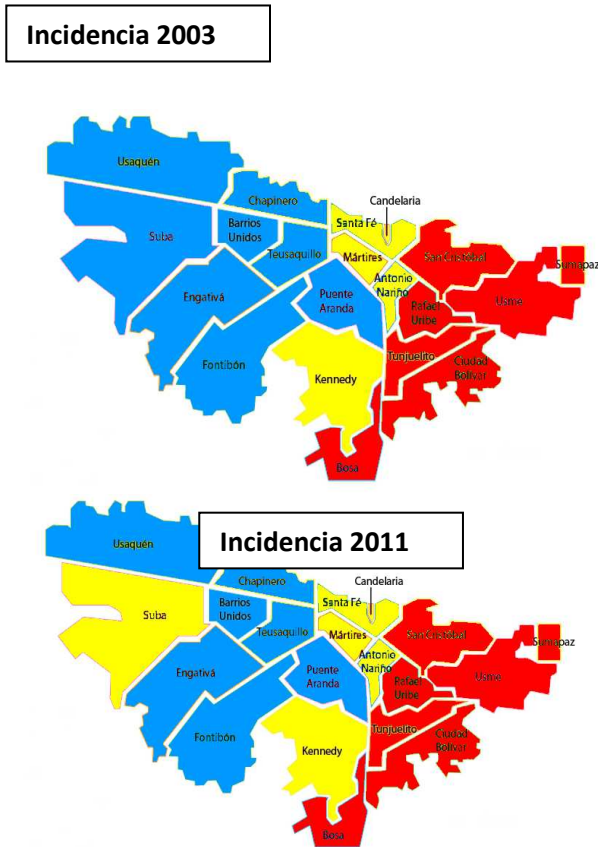 Incidencia 2003
Usaquén
Chapinero
Candelaria
Santa Fé
Barrios
Unidos
Suba
Teusaquillo
Mártires
San Cristóbal
Sumapaz
Antonio
Nariño
Engativá
Puente
Aranda
Rafael
Uribe
Usme
Fontibón
Tunjuelito
Ciudad
Bolívar
Kennedy
Bosa
Incidencia 2011
Usaquén
Chapinero
Candelaria
Santa Fé
Barrios
Unidos
Suba
Teusaquillo
Mártires
San Cristóbal
Sumapaz
Antonio
Nariño
Engativá
Puente
Aranda
Rafael
Uribe
Usme
Fontibón
Tunjuelito
Ciudad
Bolívar
Kennedy
Bosa